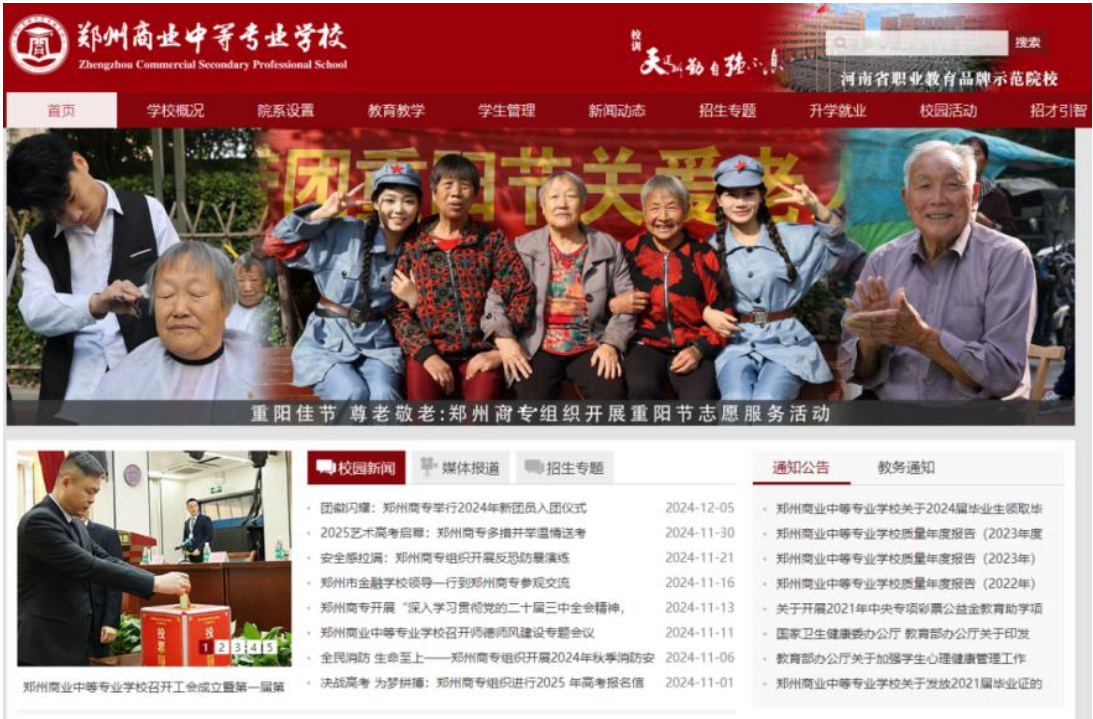 郑州商业中等专业学校
Zhengzhou Commercial Secondary Professional School
校训
天道酬勤 自强不息
搜索
河南省职业教育品牌示范院校
首页 学校概况 院系设置 教育教学 学生管理 新闻动态 招生专题 升学就业 校园活动 招才引智
团重阳节关爱老人
重阳佳节 尊老敬老:郑州商专组织开展重阳节志愿服务活动
投票箱
投票
1 2 3 4 5
郑州商业中等专业学校召开工会成立暨第一届第
校园新闻 媒体报道 招生专题
团徽闪耀：郑州商专举行2024年新团员入团仪式 2024-12-05
2025艺术高考启幕：郑州商专多措并举温情送考 2024-11-30
安全感拉满：郑州商专组织开展反恐防暴演练 2024-11-21
郑州市金融学校领导一行到郑州商专参观交流 2024-11-16
郑州商专开展“深入学习贯彻党的二十届三中全会精神， 2024-11-13
郑州商业中等专业学校召开师德师风建设专题会议 2024-11-11
全民消防 生命至上——郑州商专组织开展2024年秋季消防安 2024-11-06
决战高考 为梦拼搏：郑州商专组织进行2025 年高考报名信 2024-11-01
通知公告 教务通知
郑州商业中等专业学校关于2024届毕业生领取毕
郑州商业中等专业学校质量年度报告（2023年度
郑州商业中等专业学校质量年度报告（2023年）
郑州商业中等专业学校质量年度报告（2022年）
关于开展2021年中央专项彩票公益金教育助学项
国家卫生健康委办公厅 教育部办公厅关于印发
教育部办公厅关于加强学生心理健康管理工作
郑州商业中等专业学校关于发放2021届毕业证的